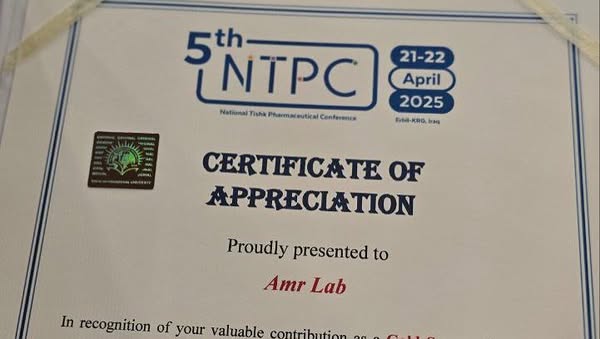 5th
NTPC
National Tishk Pharmaceutical Conference
21-22
April
2025
Erbil-KRG, Iraq
CERTIFICATE OF
APPRECIATION
Proudly presented to
Amr Lab
In recognition of your valuable contribution as a Gold